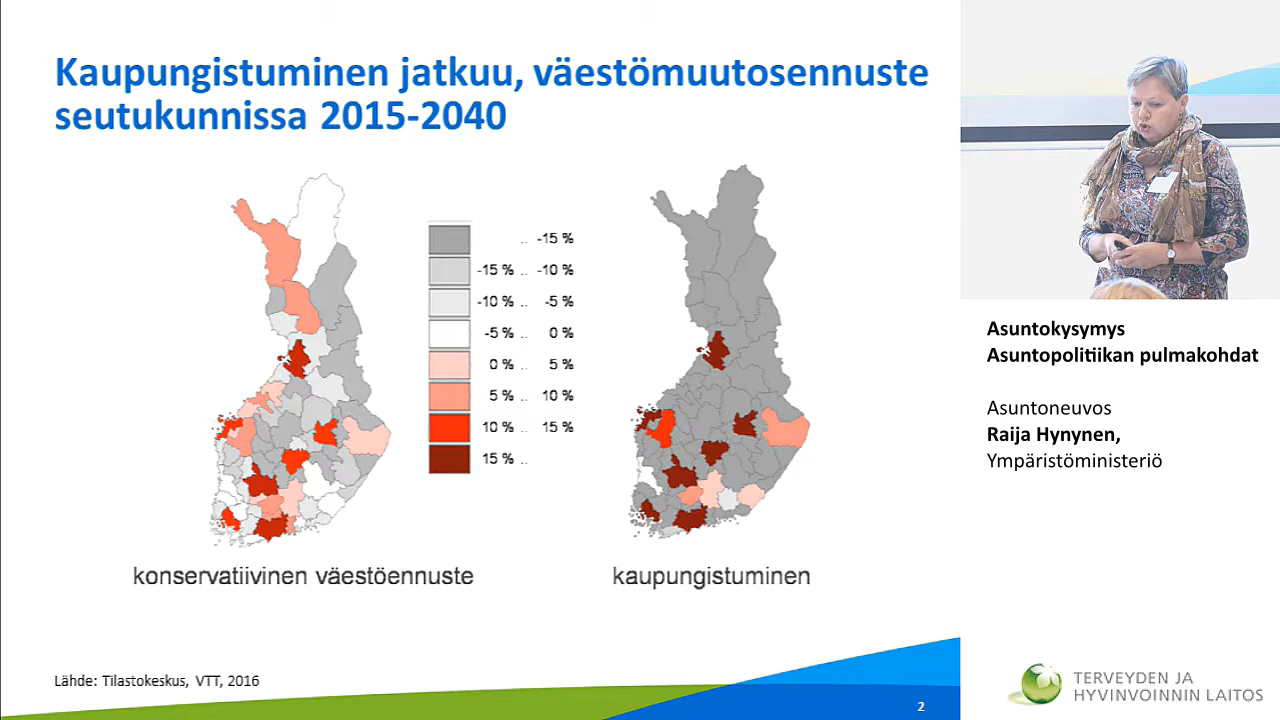 Kaupungistuminen jatkuu, väestömuutosennuste
seutukunnissa 2015-2040
.. -15 %
-15 % .. -10 %
-10 % .. -5 %
-5 % .. 0 %
0 % .. 5 %
5 % .. 10 %
10 % .. 15 %
15 % ..
konservatiivinen väestöennuste
kaupungistuminen
Lähde: Tilastokeskus, VTT, 2016
2
Asuntokysymys
Asuntopolitiikan pulmakohdat
Asuntoneuvos
Raija Hynynen,
Ympäristöministeriö
TERVEYDEN JA
HYVINVOINNIN LAITOS